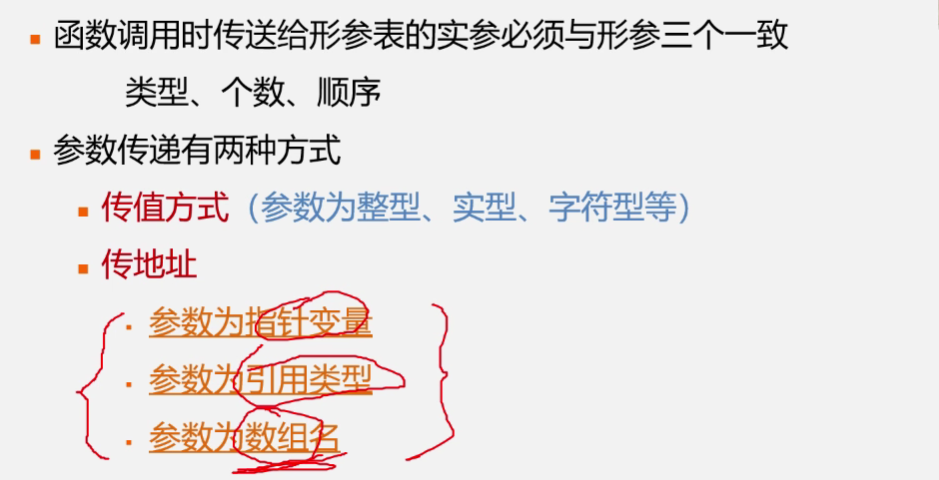 函数调用时传送给形参表的实参必须与形参三个一致
类型、个数、顺序
参数传递有两种方式
传值方式（参数为整型、实型、字符型等）
传地址
参数为指针变量
参数为引用类型
参数为数组名